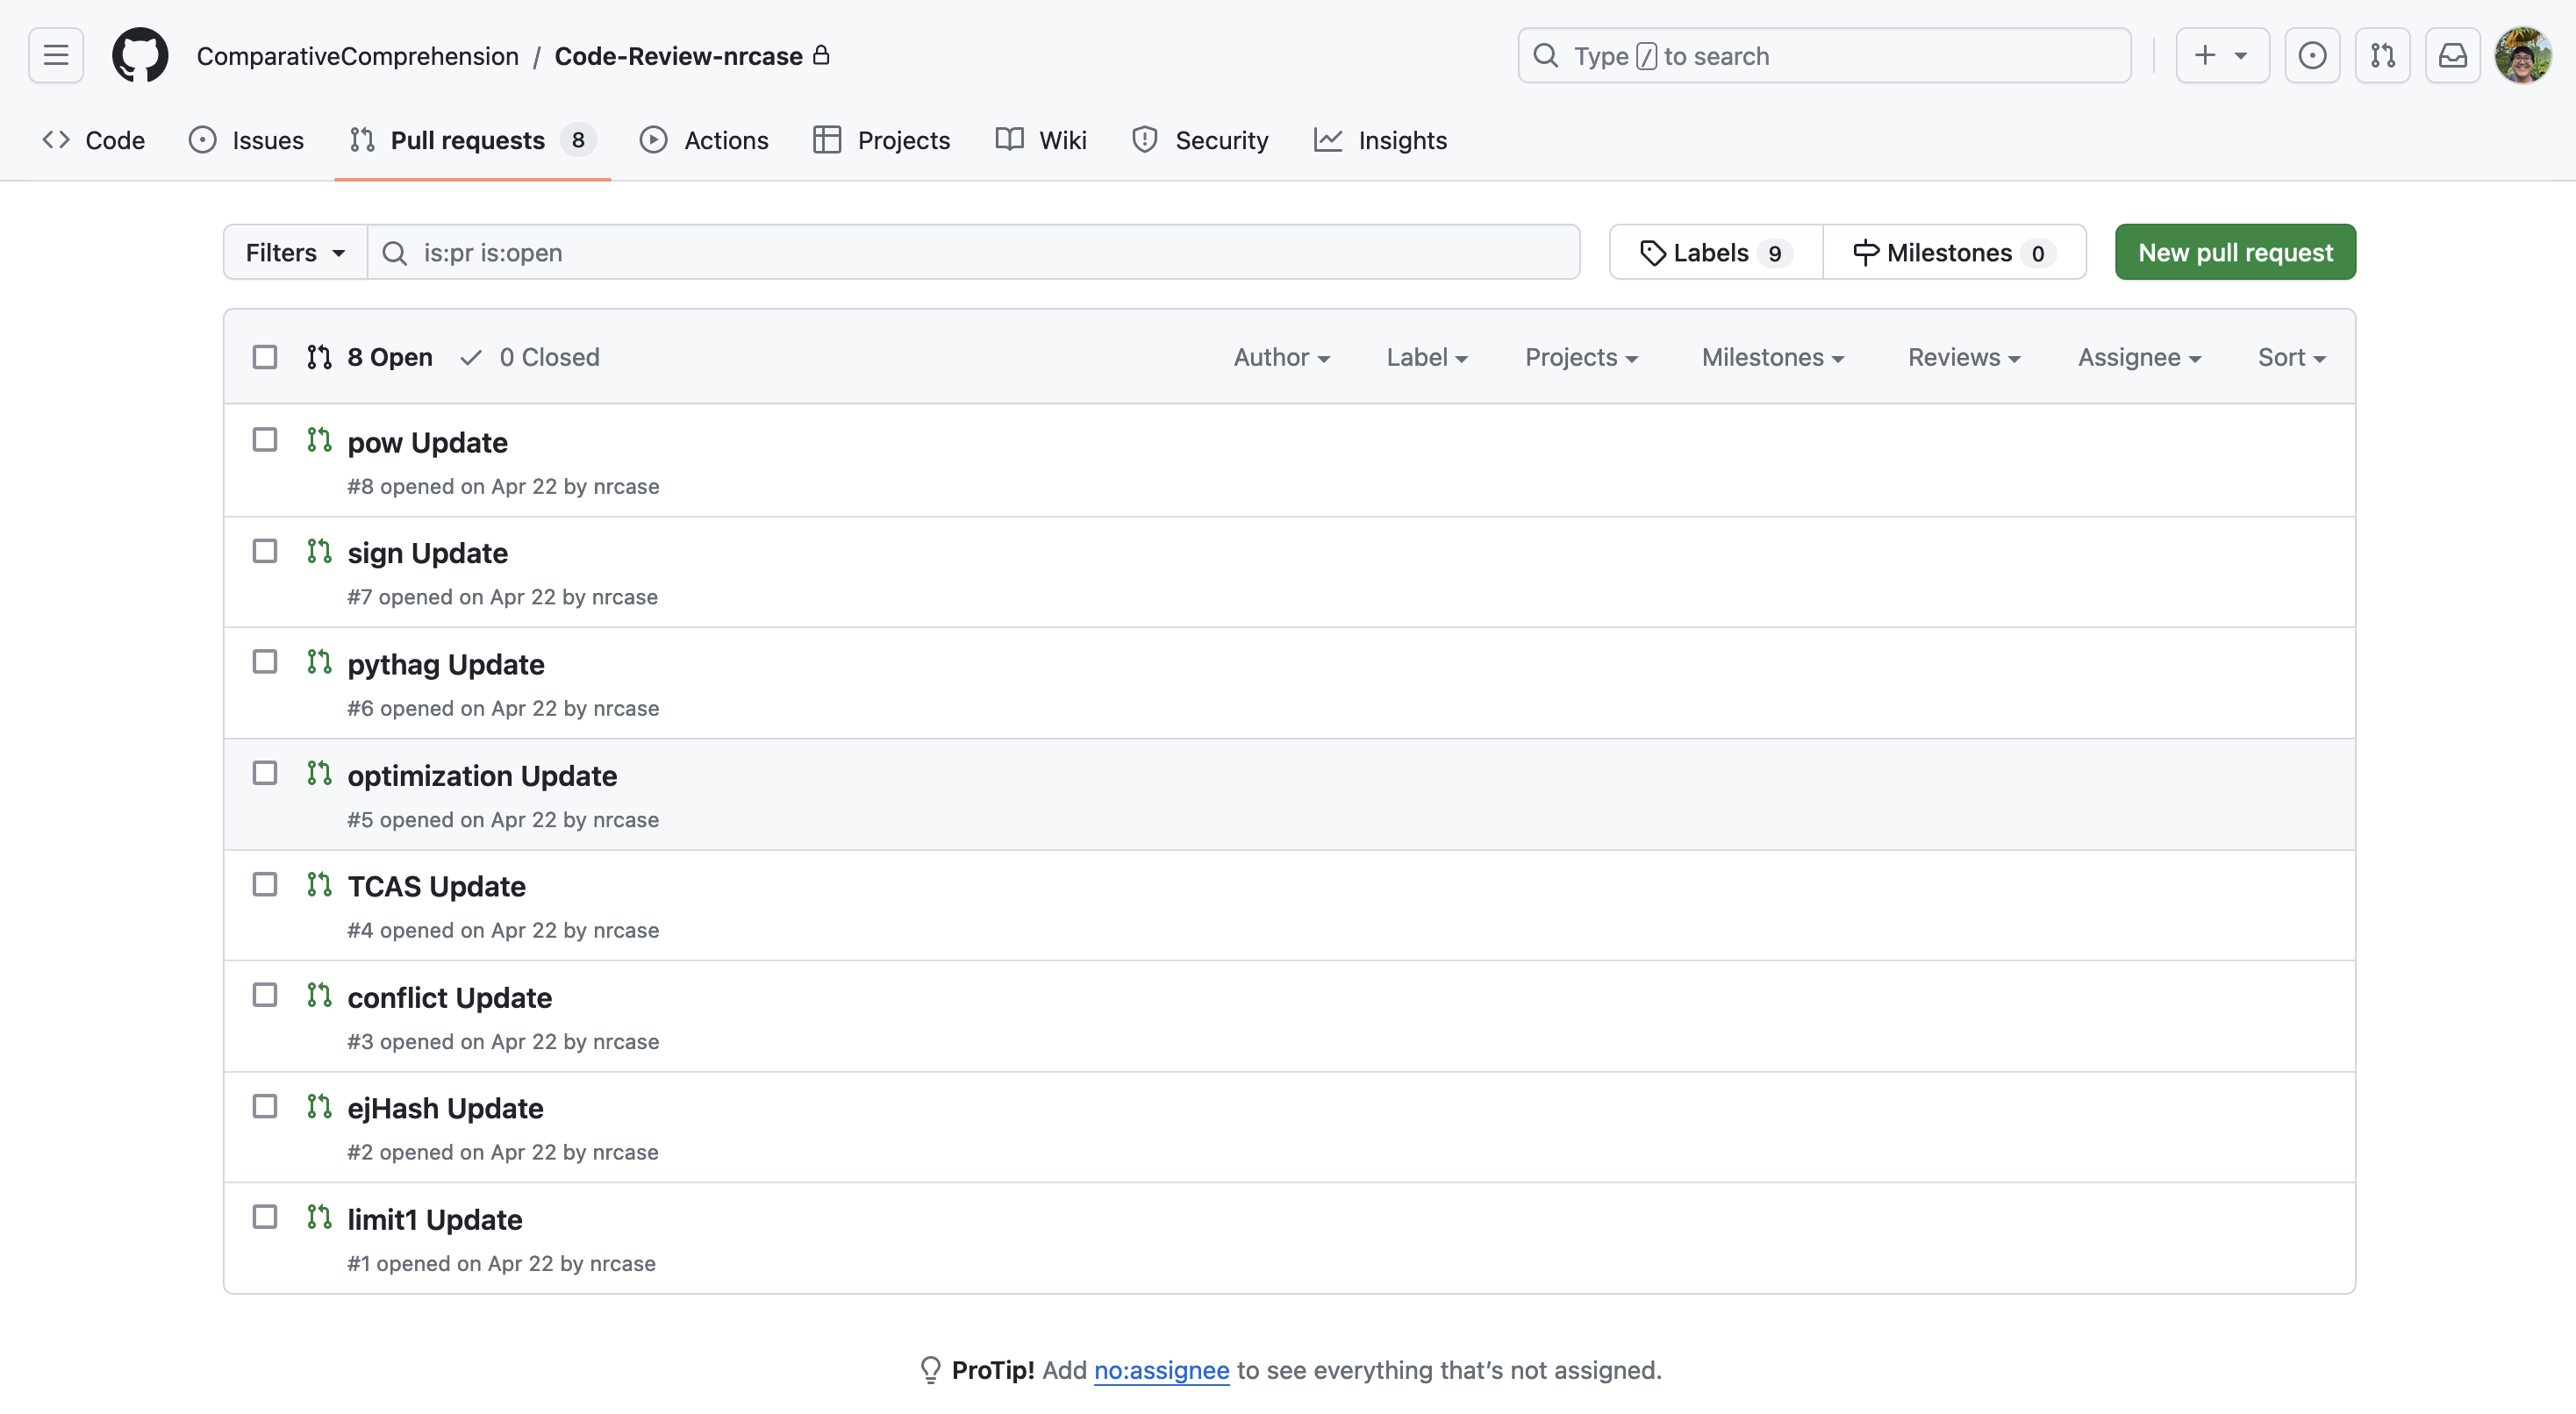 ComparativeComprehension / Code-Review-nrcase
Type / to search
Code Issues Pull requests 8 Actions Projects Wiki Security Insights
Filters is:pr is:open Labels 9 Milestones 0 New pull request
8 Open 0 Closed Author Label Projects Milestones Reviews Assignee Sort
pow Update
#8 opened on Apr 22 by nrcase
sign Update
#7 opened on Apr 22 by nrcase
pythag Update
#6 opened on Apr 22 by nrcase
optimization Update
#5 opened on Apr 22 by nrcase
TCAS Update
#4 opened on Apr 22 by nrcase
conflict Update
#3 opened on Apr 22 by nrcase
ejHash Update
#2 opened on Apr 22 by nrcase
limit1 Update
#1 opened on Apr 22 by nrcase
ProTip! Add no:assignee to see everything that’s not assigned.